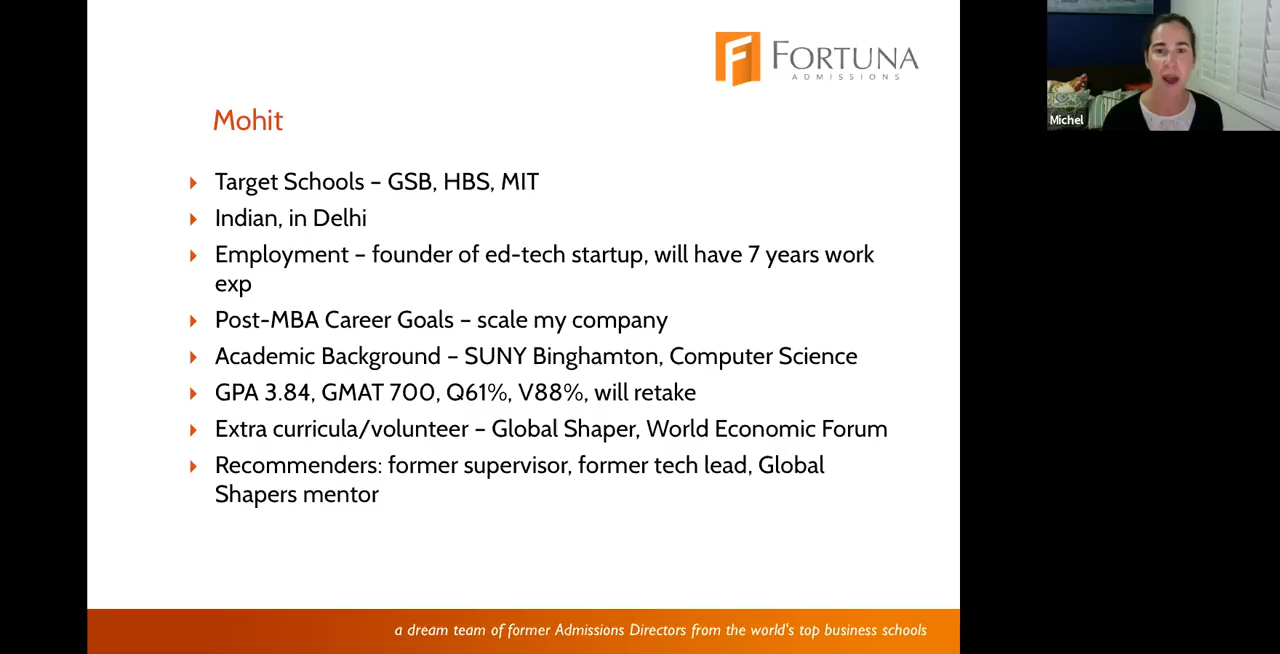 FORTUNA
ADMISSIONS
Michel
Mohit
Target Schools – GSB, HBS, MIT
Indian, in Delhi
Employment – founder of ed-tech startup, will have 7 years work
exp
Post-MBA Career Goals – scale my company
Academic Background – SUNY Binghamton, Computer Science
GPA 3.84, GMAT 700, Q61%, V88%, will retake
Extra curricula/volunteer – Global Shaper, World Economic Forum
Recommenders: former supervisor, former tech lead, Global
Shapers mentor
a dream team of former Admissions Directors from the world's top business schools